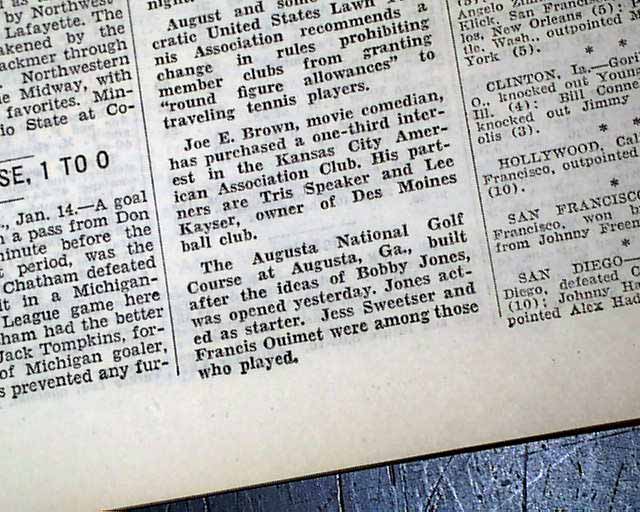 by Northwest
Lafayette. The
akened by the
ackmer through
Northwestern
e Midway, with
favorites. Min-
io State at Co-
SE, 1 TO 0
., Jan. 14.—A goal
n a pass from Don
minute before the
t period, was the
Chatham defeated
it in a Michigan-
League game here
ham had the better
Jack Tompkins, for-
of Michigan goaler,
s prevented any fur-
August and some
cratic United States Lawn
nis Association recommends a
change in rules prohibiting
member clubs from granting
"round figure allowances" to
traveling tennis players.
Joe E. Brown, movie comedian,
has purchased a one-third inter-
est in the Kansas City Amer-
ican Association Club. His part-
ners are Tris Speaker and Lee
Kayser, owner of Des Moines
ball club.
The Augusta National Golf
Course at Augusta, Ga., built
after the ideas of Bobby Jones,
was opened yesterday. Jones act-
ed as starter. Jess Sweetser and
Francis Ouimet were among those
who played.
Angelo
Klick, San Francisco
los, New Orleans (5);
tle, Wash., outpointed
York (5).
* *
CLINTON, Ia.—Gori
O., knocked out Youn
Ill. (4); Bill Conne
knocked out Jimmy
olis (3).
* *
HOLLYWOOD, Cal
Francisco, outpointed
(10).
*
SAN FRANCISCO
Francisco, won b
from Johnny Freem
*
SAN DIEGO—
Diego, defeated G
(10); Johnny Ha
pointed Alex Hac